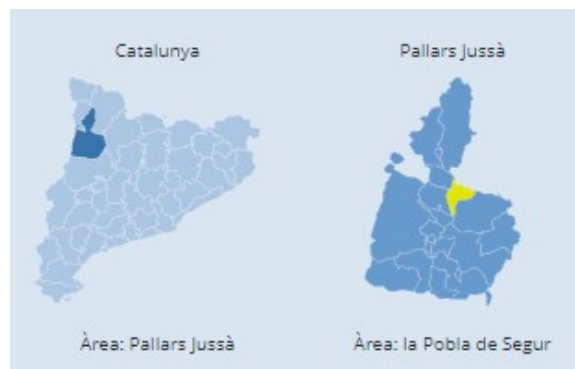 Catalunya
Pallars Jussà
Àrea: Pallars Jussà
Àrea: la Pobla de Segur